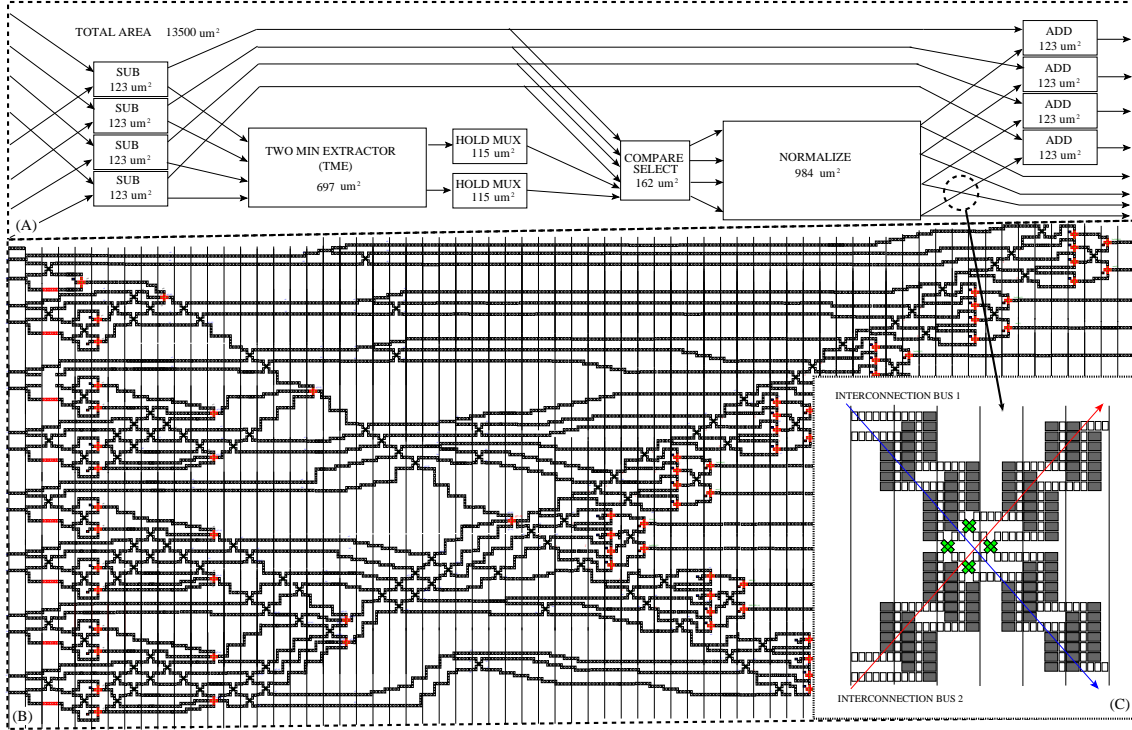 TOTAL AREA 13500 um²
SUB
123 um²
SUB
123 um²
SUB
123 um²
SUB
123 um²
TWO MIN EXTRACTOR
(TME)
697 um²
HOLD MUX
115 um²
HOLD MUX
115 um²
COMPARE
SELECT
162 um²
NORMALIZE
984 um²
ADD
123 um²
ADD
123 um²
ADD
123 um²
ADD
123 um²
(A)
(B)
INTERCONNECTION BUS 1
INTERCONNECTION BUS 2
(C)